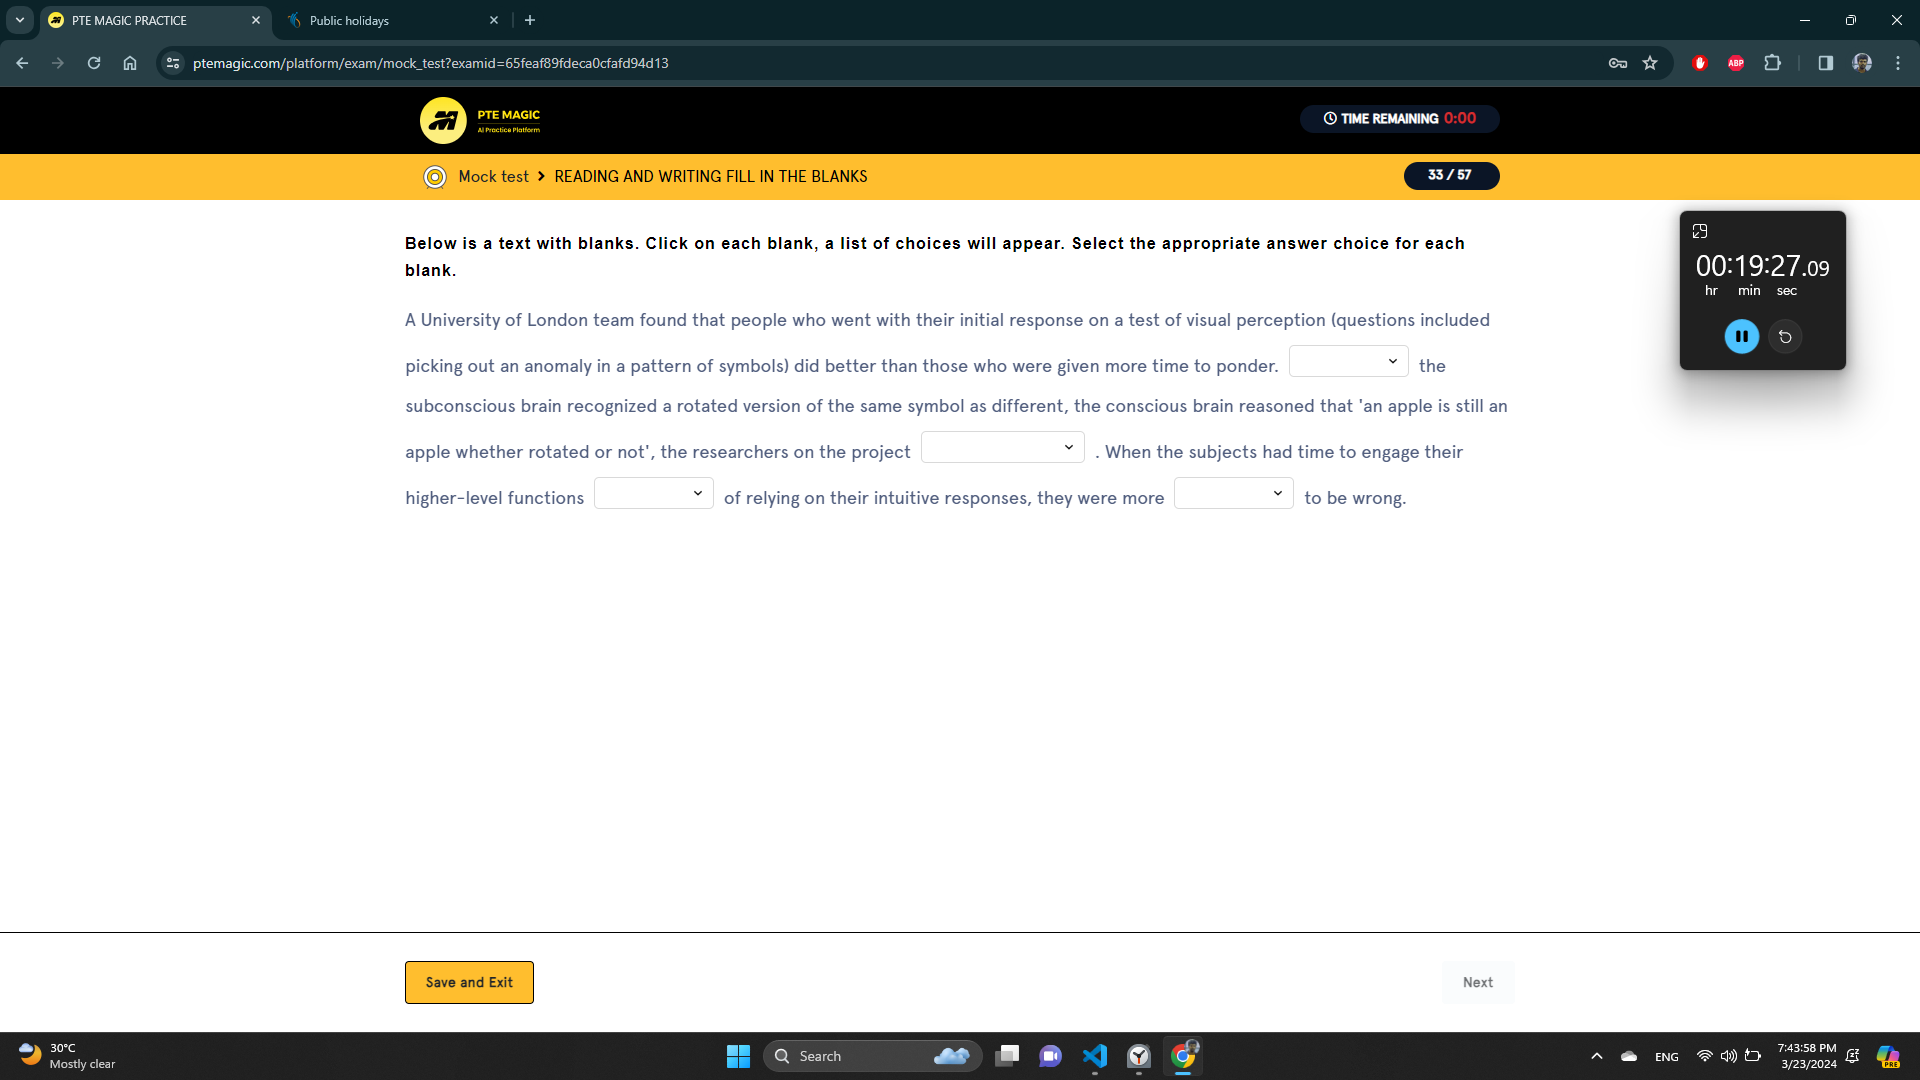 PTE MAGIC PRACTICE
Public holidays
ptemagic.com/platform/exam/mock_test?examid=65feaf89fdeca0cfafd94d13
ABP
PTE MAGIC
AI Practice Platform
TIME REMAINING 0:00
Mock test > READING AND WRITING FILL IN THE BLANKS
33 / 57
Below is a text with blanks. Click on each blank, a list of choices will appear. Select the appropriate answer choice for each
blank.
A University of London team found that people who went with their initial response on a test of visual perception (questions included
picking out an anomaly in a pattern of symbols) did better than those who were given more time to ponder. the
subconscious brain recognized a rotated version of the same symbol as different, the conscious brain reasoned that 'an apple is still an
apple whether rotated or not', the researchers on the project . When the subjects had time to engage their
higher-level functions of relying on their intuitive responses, they were more to be wrong.
00:19:27.09
hr min sec
Save and Exit
Next
30°C
Mostly clear
Search
ENG
7:43:58 PM
3/23/2024
PRE